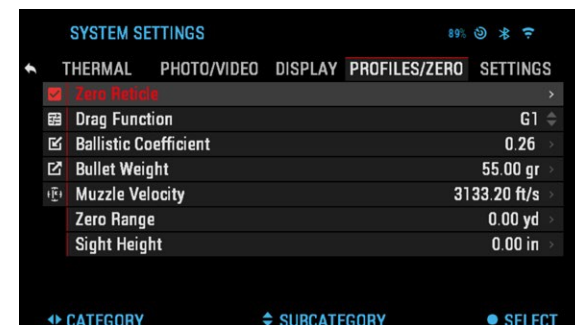 SYSTEM SETTINGS 89%
THERMAL PHOTO/VIDEO DISPLAY PROFILES/ZERO SETTINGS
Zero Reticle
Drag Function G1
Ballistic Coefficient 0.26
Bullet Weight 55.00 gr
Muzzle Velocity 3133.20 ft/s
Zero Range 0.00 yd
Sight Height 0.00 in
CATEGORY SUBCATEGORY SELECT